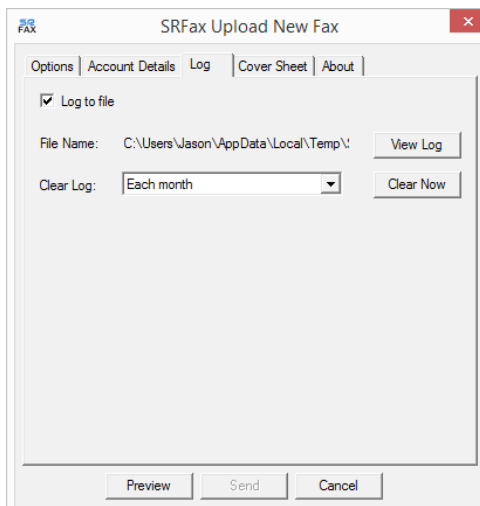 SR
FAX
SRFax Upload New Fax
Options Account Details Log Cover Sheet About
Log to file
File Name: C:\Users\Jason\AppData\Local\Temp\ View Log
Clear Log: Each month Clear Now
Preview Send Cancel